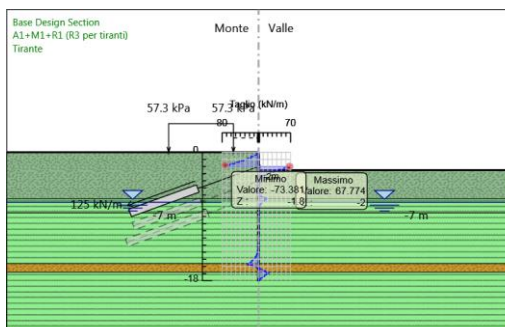 Base Design Section
A1+M1+R1 (R3 per tiranti)
Tirante
Monte
Valle
Taglio (kN/m)
80
70
57.3 kPa
57.3 kPa
0
-2m
Minimo
Valore: -73.381
Z : -1.8
Massimo
Valore: 67.774
: -2
125 kN/m
-7 m
-7 m
-18